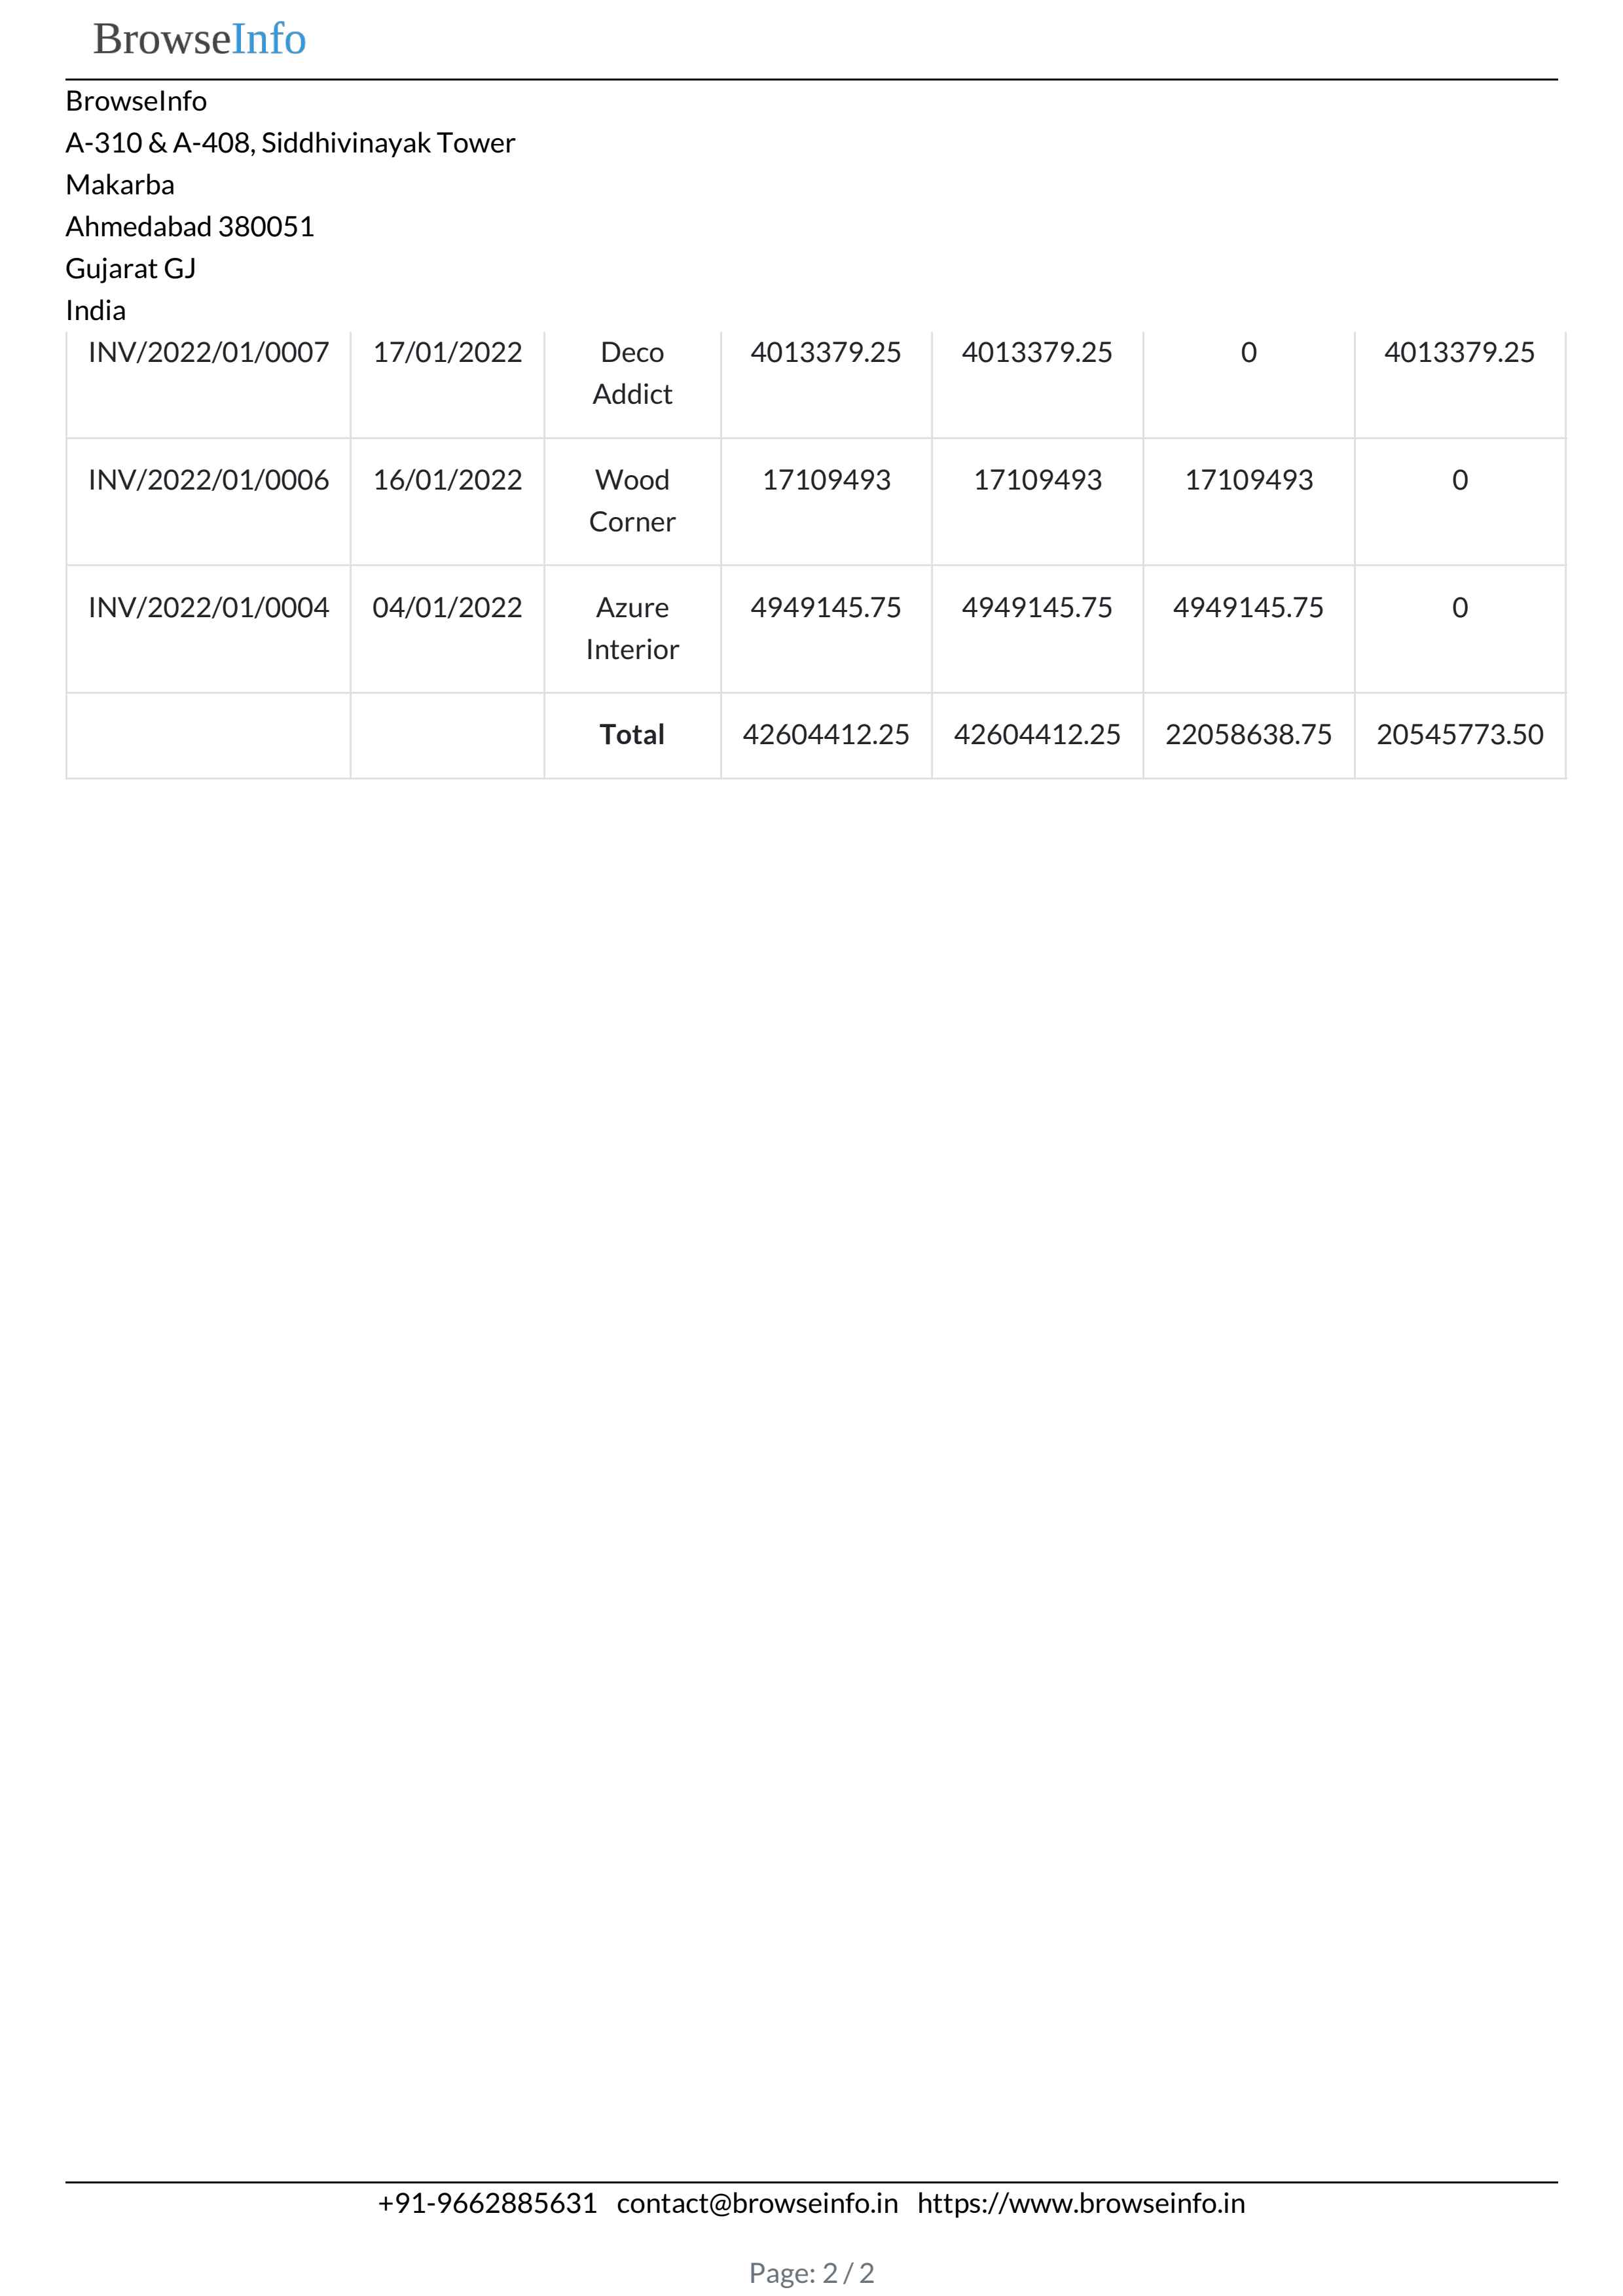 BrowseInfo
BrowseInfo
A-310 & A-408, Siddhivinayak Tower
Makarba
Ahmedabad 380051
Gujarat GJ
India
INV/2022/01/0007 17/01/2022 Deco 4013379.25 4013379.25 0 4013379.25
Addict
INV/2022/01/0006 16/01/2022 Wood 17109493 17109493 17109493 0
Corner
INV/2022/01/0004 04/01/2022 Azure 4949145.75 4949145.75 4949145.75 0
Interior
Total 42604412.25 42604412.25 22058638.75 20545773.50
+91-9662885631 contact@browseinfo.in https://www.browseinfo.in
Page: 2 / 2